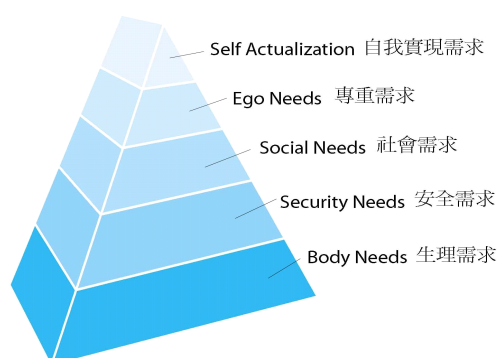 Self Actualization 自我實現需求
Ego Needs 專重需求
Social Needs 社會需求
Security Needs 安全需求
Body Needs 生理需求